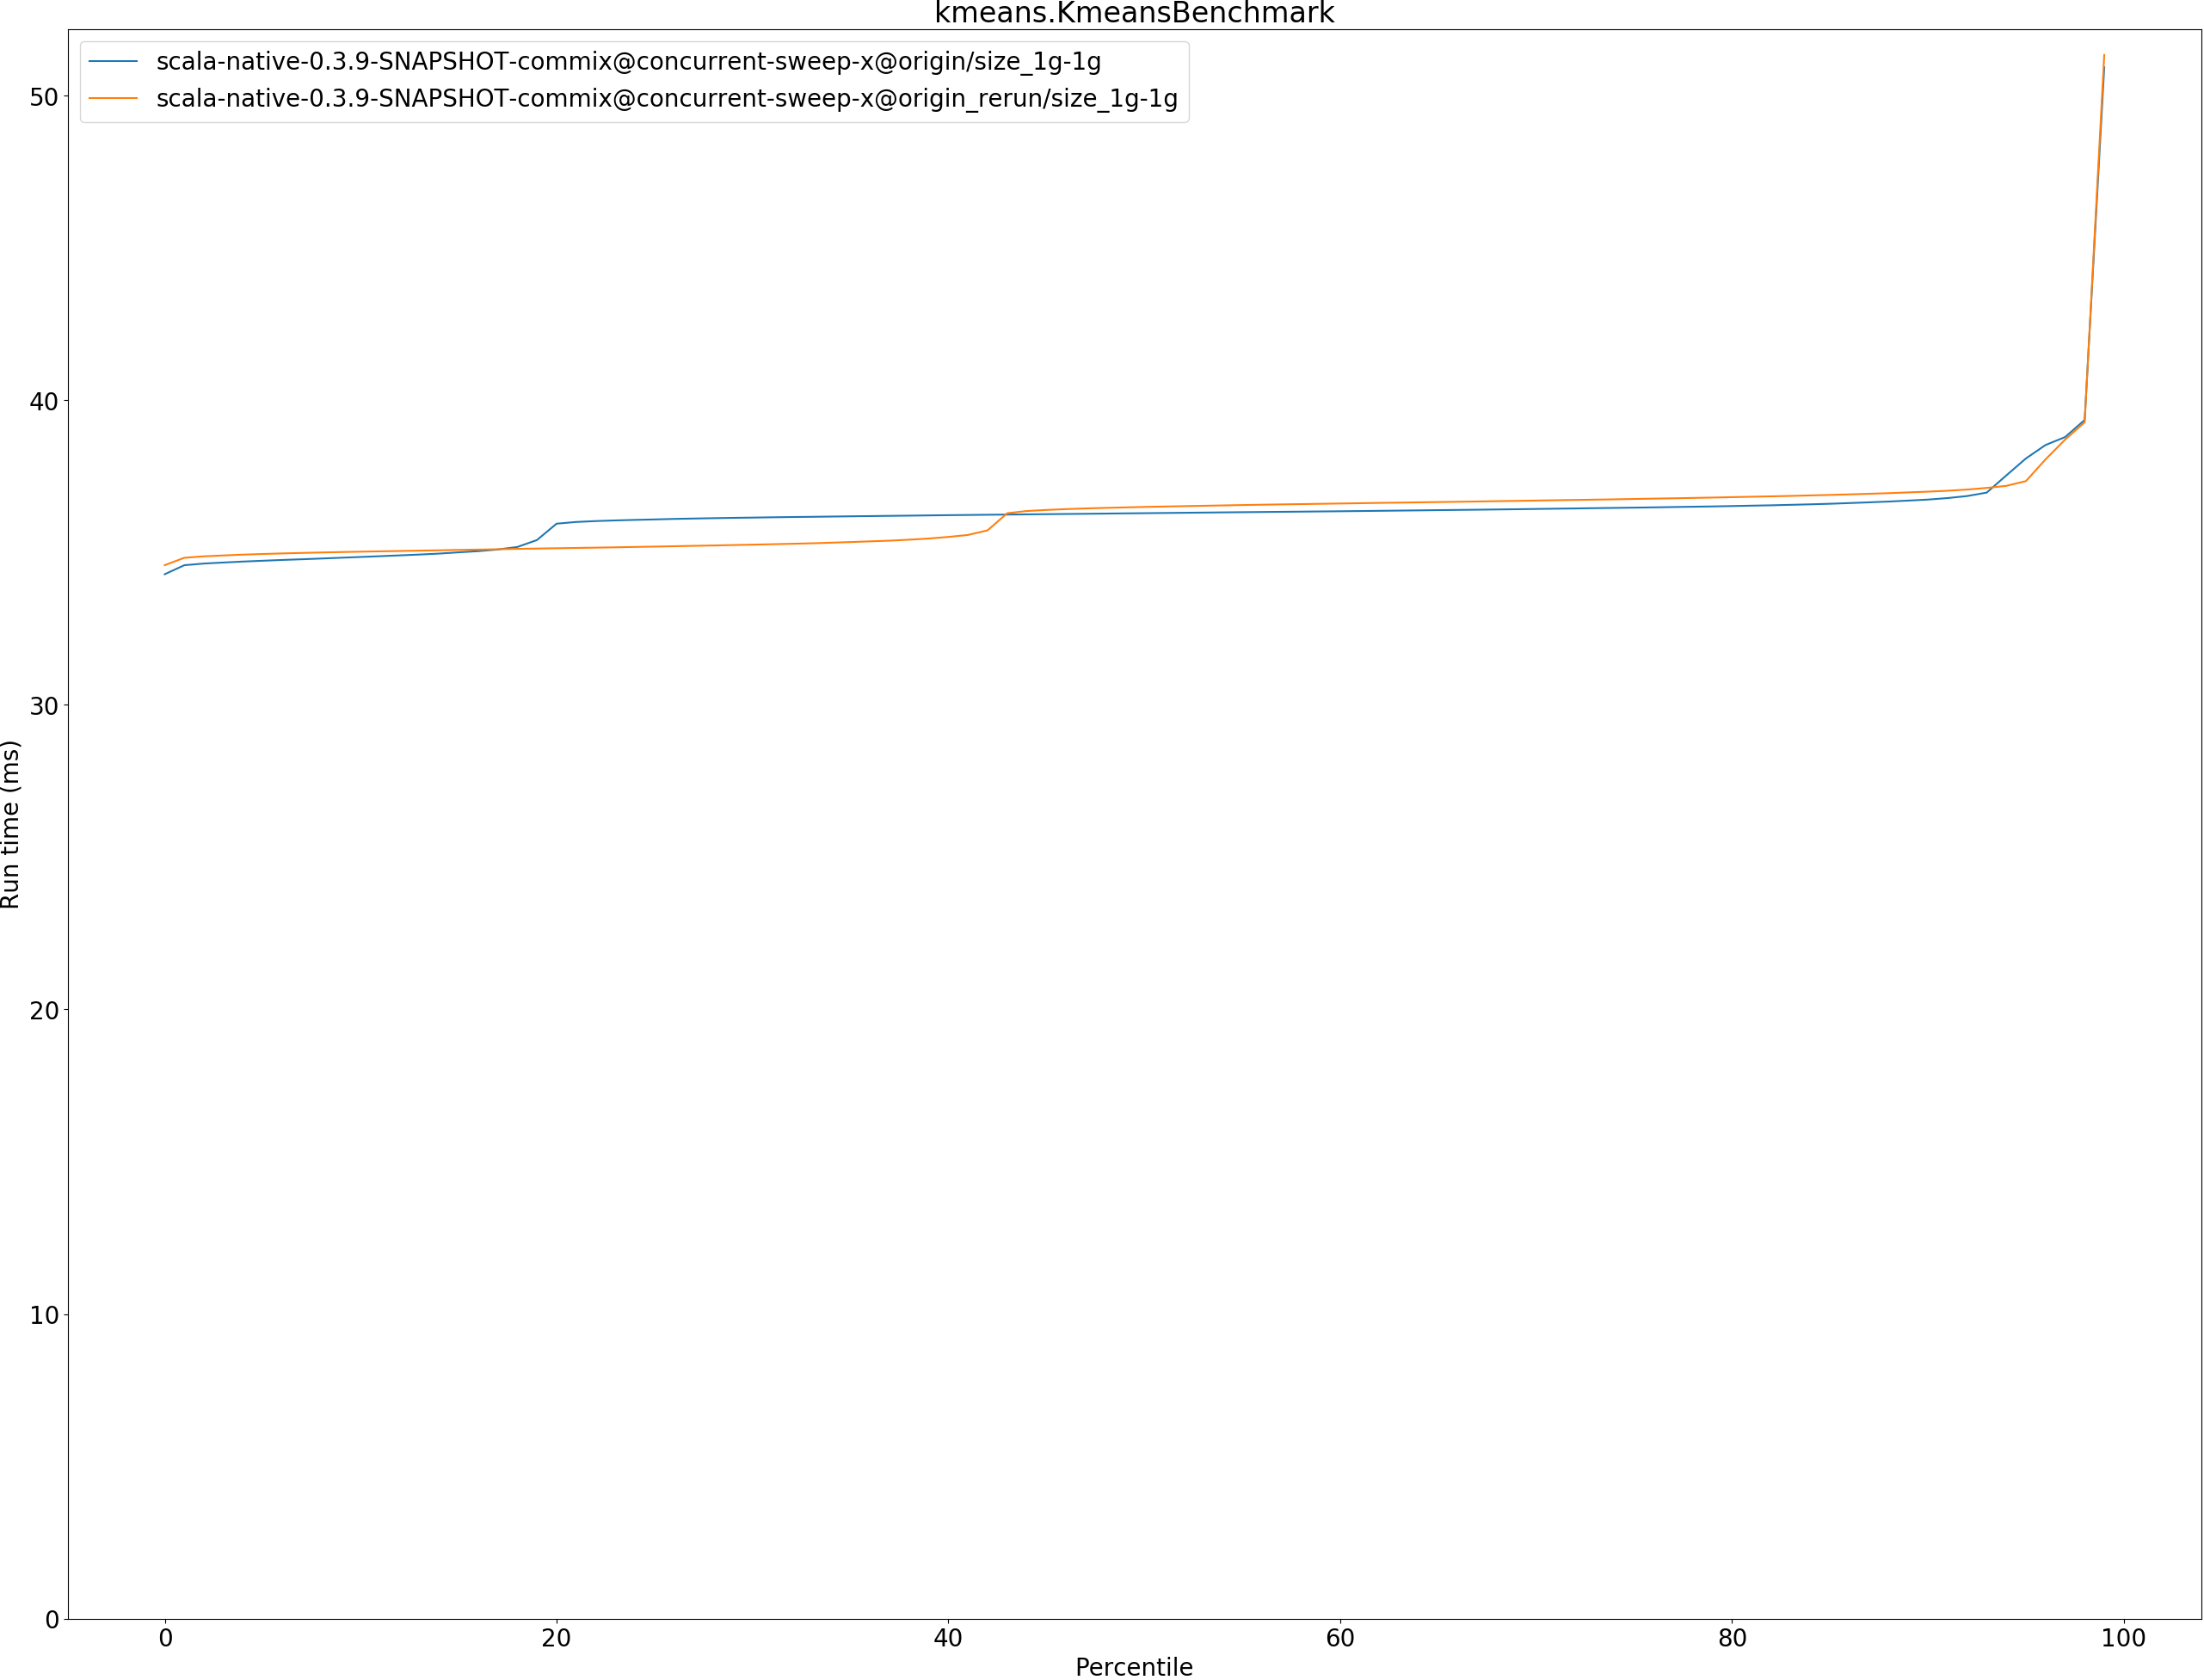 kmeans.KmeansBenchmark
scala-native-0.3.9-SNAPSHOT-commix@concurrent-sweep-x@origin/size_1g-1g
scala-native-0.3.9-SNAPSHOT-commix@concurrent-sweep-x@origin_rerun/size_1g-1g
50
40
30
20
10
0
Run time (ms)
0 20 40 60 80 100
Percentile